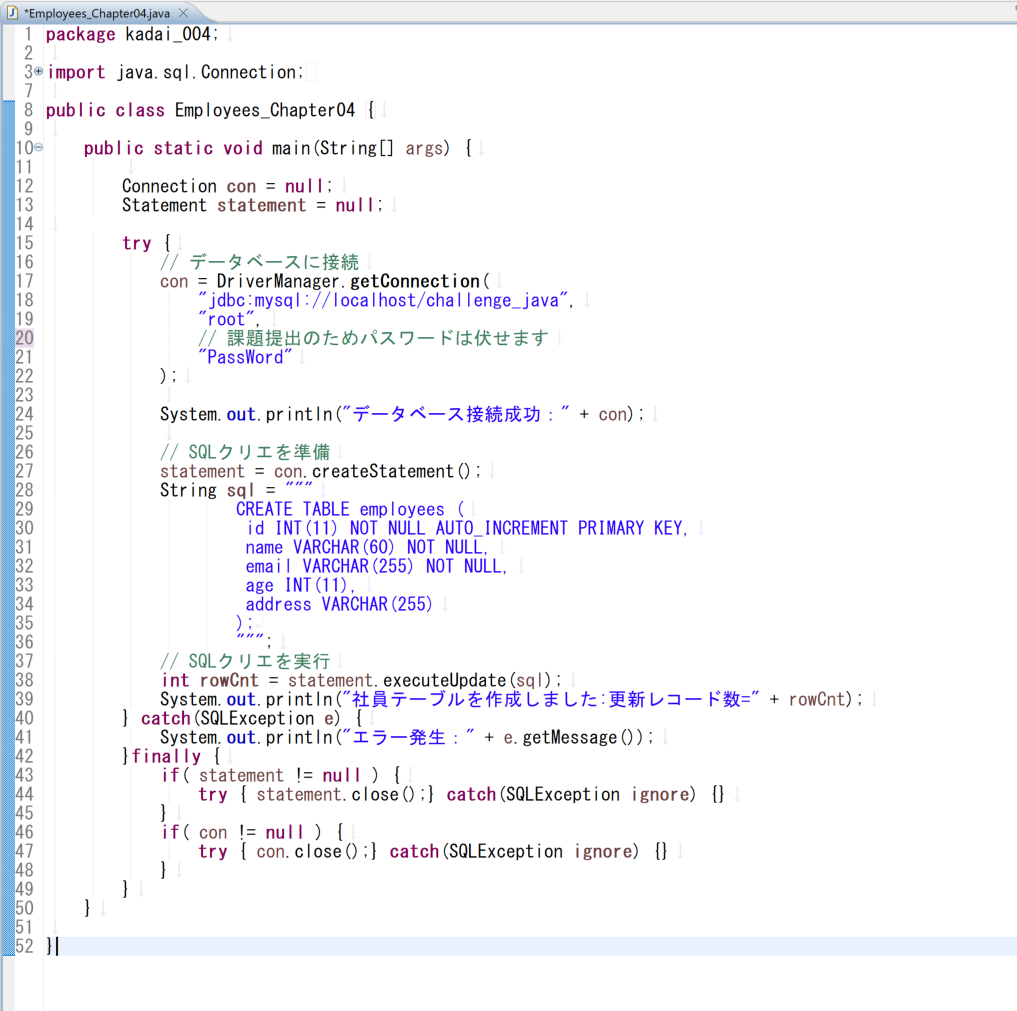 *Employees_Chapter04.java
1 package kadai_004;
2
3 import java.sql.Connection;
7
8 public class Employees_Chapter04 {
9
10 public static void main(String[] args) {
11
12 Connection con = null;
13 Statement statement = null;
14
15 try {
16 // データベースに接続
17 con = DriverManager.getConnection(
18 "jdbc:mysql://localhost/challenge_java",
19 "root",
20 // 課題提出のためパスワードは伏せます
21 "PassWord"
22 );
23
24 System.out.println("データベース接続成功：" + con);
25
26 // SQLクリエを準備
27 statement = con.createStatement();
28 String sql = """
29 CREATE TABLE employees (
30 id INT(11) NOT NULL AUTO_INCREMENT PRIMARY KEY,
31 name VARCHAR(60) NOT NULL,
32 email VARCHAR(255) NOT NULL,
33 age INT(11),
34 address VARCHAR(255)
35 );
36 """;
37 // SQLクリエを実行
38 int rowCnt = statement.executeUpdate(sql);
39 System.out.println("社員テーブルを作成しました:更新レコード数=" + rowCnt);
40 } catch(SQLException e) {
41 System.out.println("エラー発生：" + e.getMessage());
42 }finally {
43 if( statement != null ) {
44 try { statement.close();} catch(SQLException ignore) {}
45 }
46 if( con != null ) {
47 try { con.close();} catch(SQLException ignore) {}
48 }
49 }
50 }
51
52 }